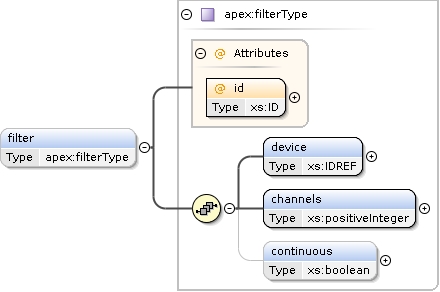 apex:filterType
@ Attributes
@ id
Type xs:ID
filter
Type apex:filterType
device
Type xs:IDREF
channels
Type xs:positiveInteger
continuous
Type xs:boolean